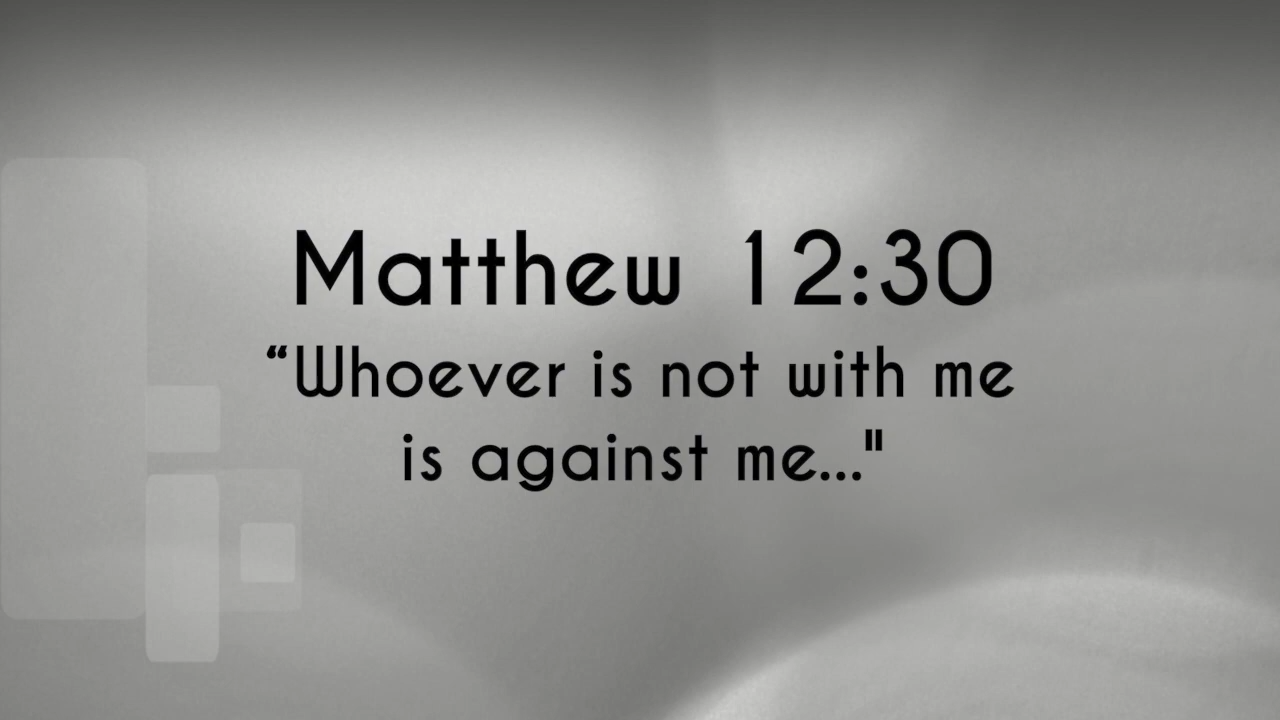 Matthew 12:30
“Whoever is not with me
is against me..."